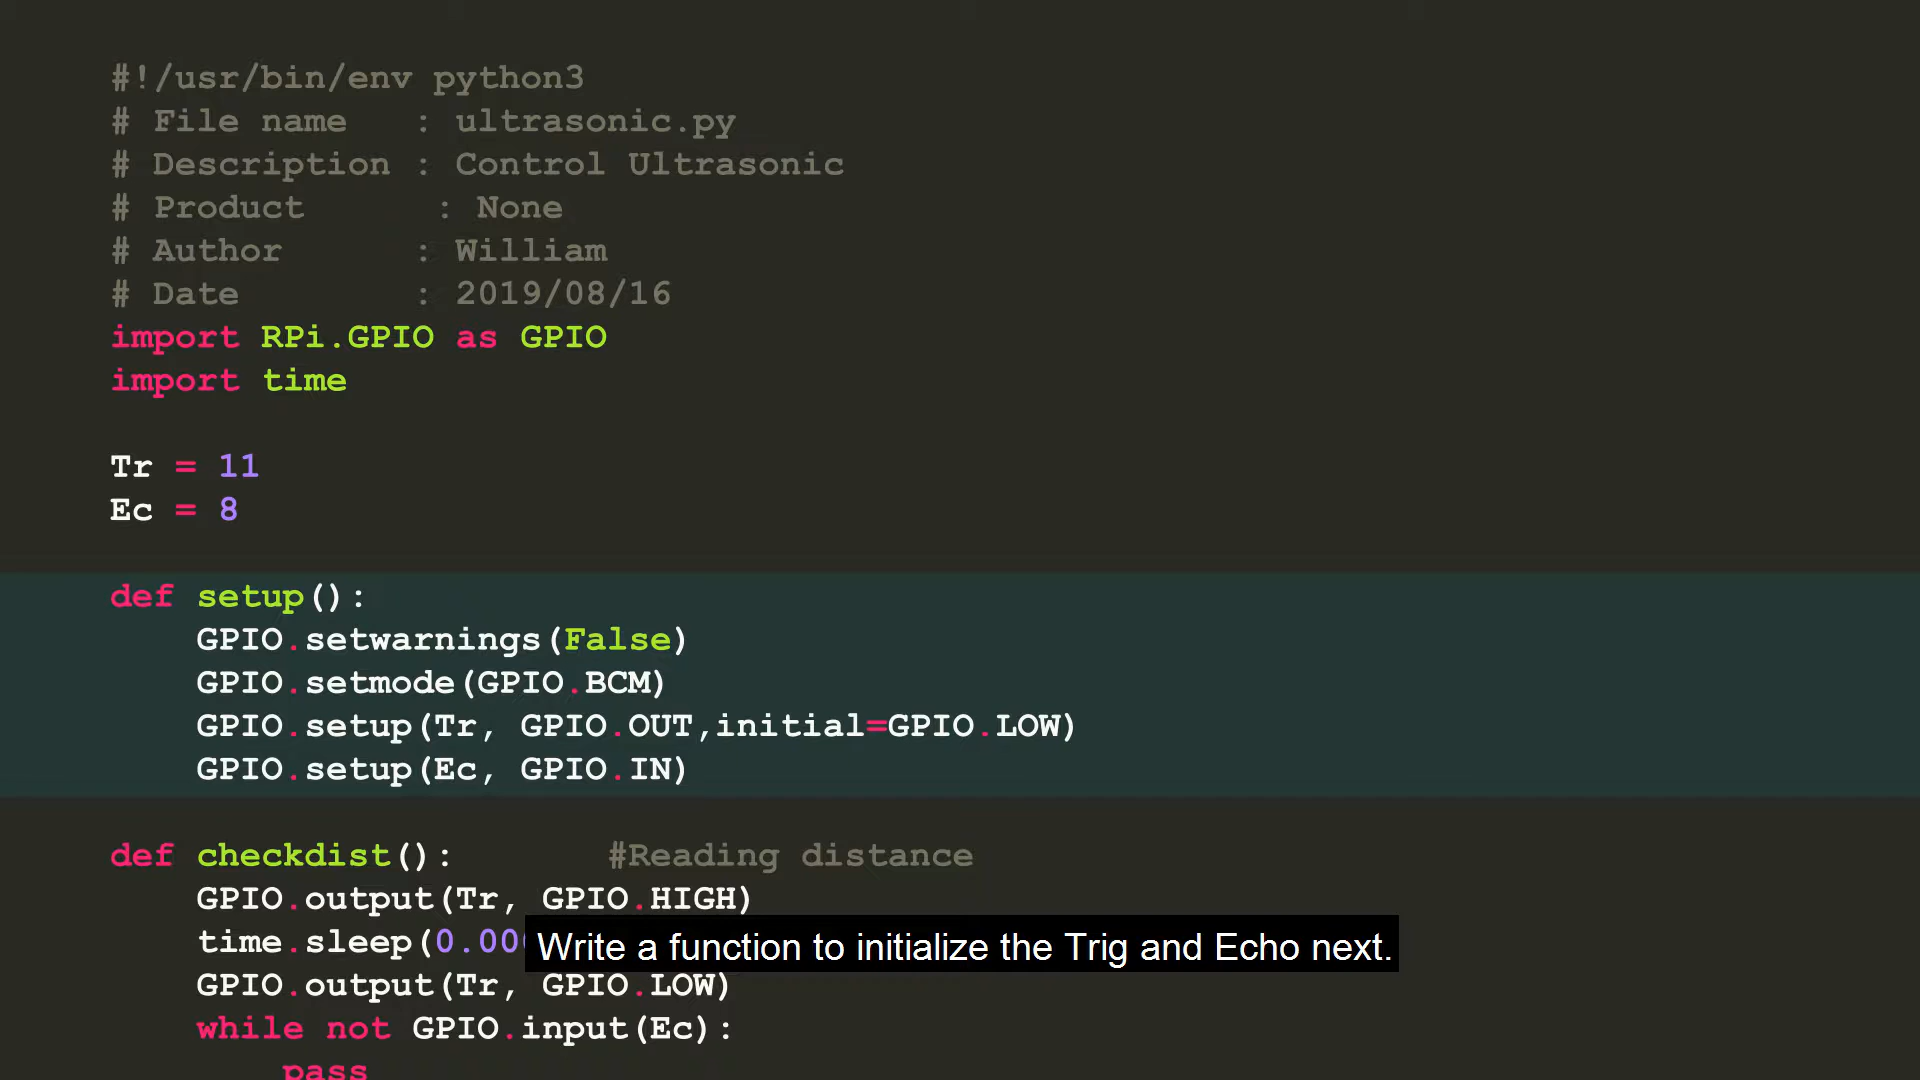 #!/usr/bin/env python3
# File name   : ultrasonic.py
# Description : Control Ultrasonic
# Product      : None
# Author      : William
# Date        : 2019/08/16
import RPi.GPIO as GPIO
import time
Tr = 11
Ec = 8
def setup():
    GPIO.setwarnings(False)
    GPIO.setmode(GPIO.BCM)
    GPIO.setup(Tr, GPIO.OUT,initial=GPIO.LOW)
    GPIO.setup(Ec, GPIO.IN)
def checkdist():       #Reading distance
    GPIO.output(Tr, GPIO.HIGH)
    time.sleep(0.00
Write a function to initialize the Trig and Echo next.
    GPIO.output(Tr, GPIO.LOW)
    while not GPIO.input(Ec):
        pass